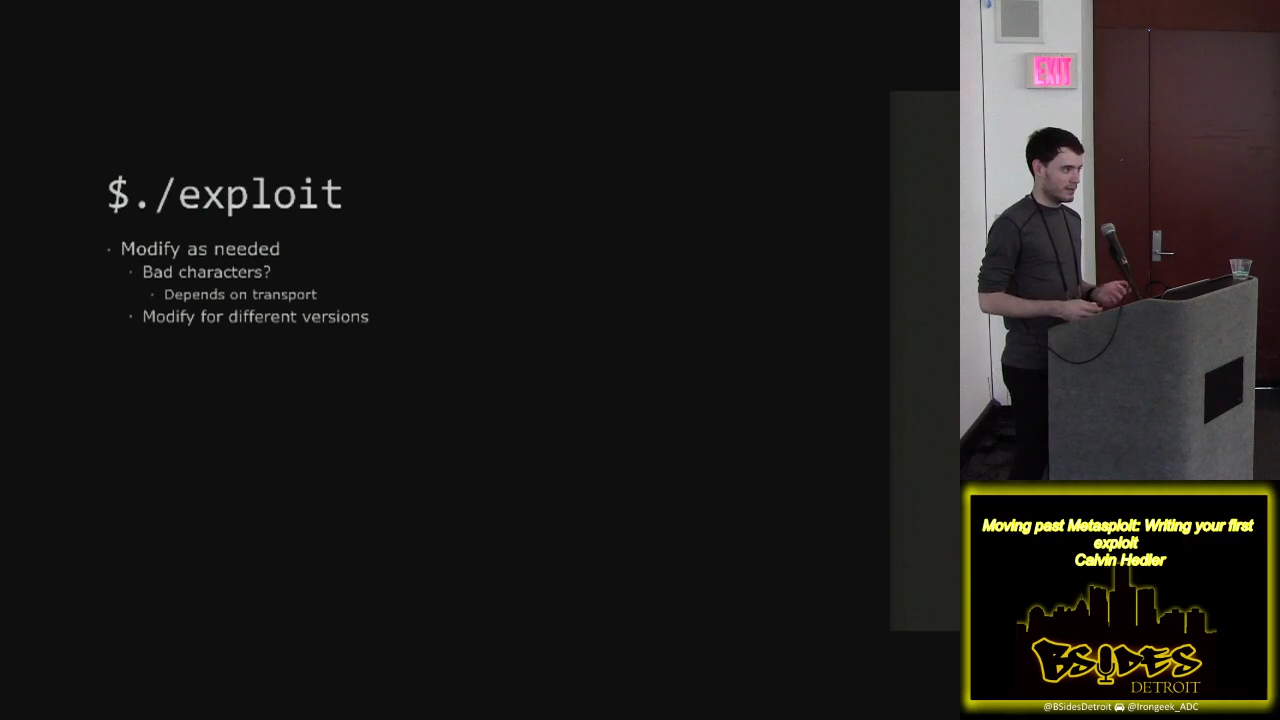 $./exploit
· Modify as needed
· Bad characters?
· Depends on transport
· Modify for different versions
EXIT
Moving past Metasploit: Writing your first
exploit
Calvin Hedler
BSIDES
DETROIT
@BSidesDetroit @Irongeek_ADC